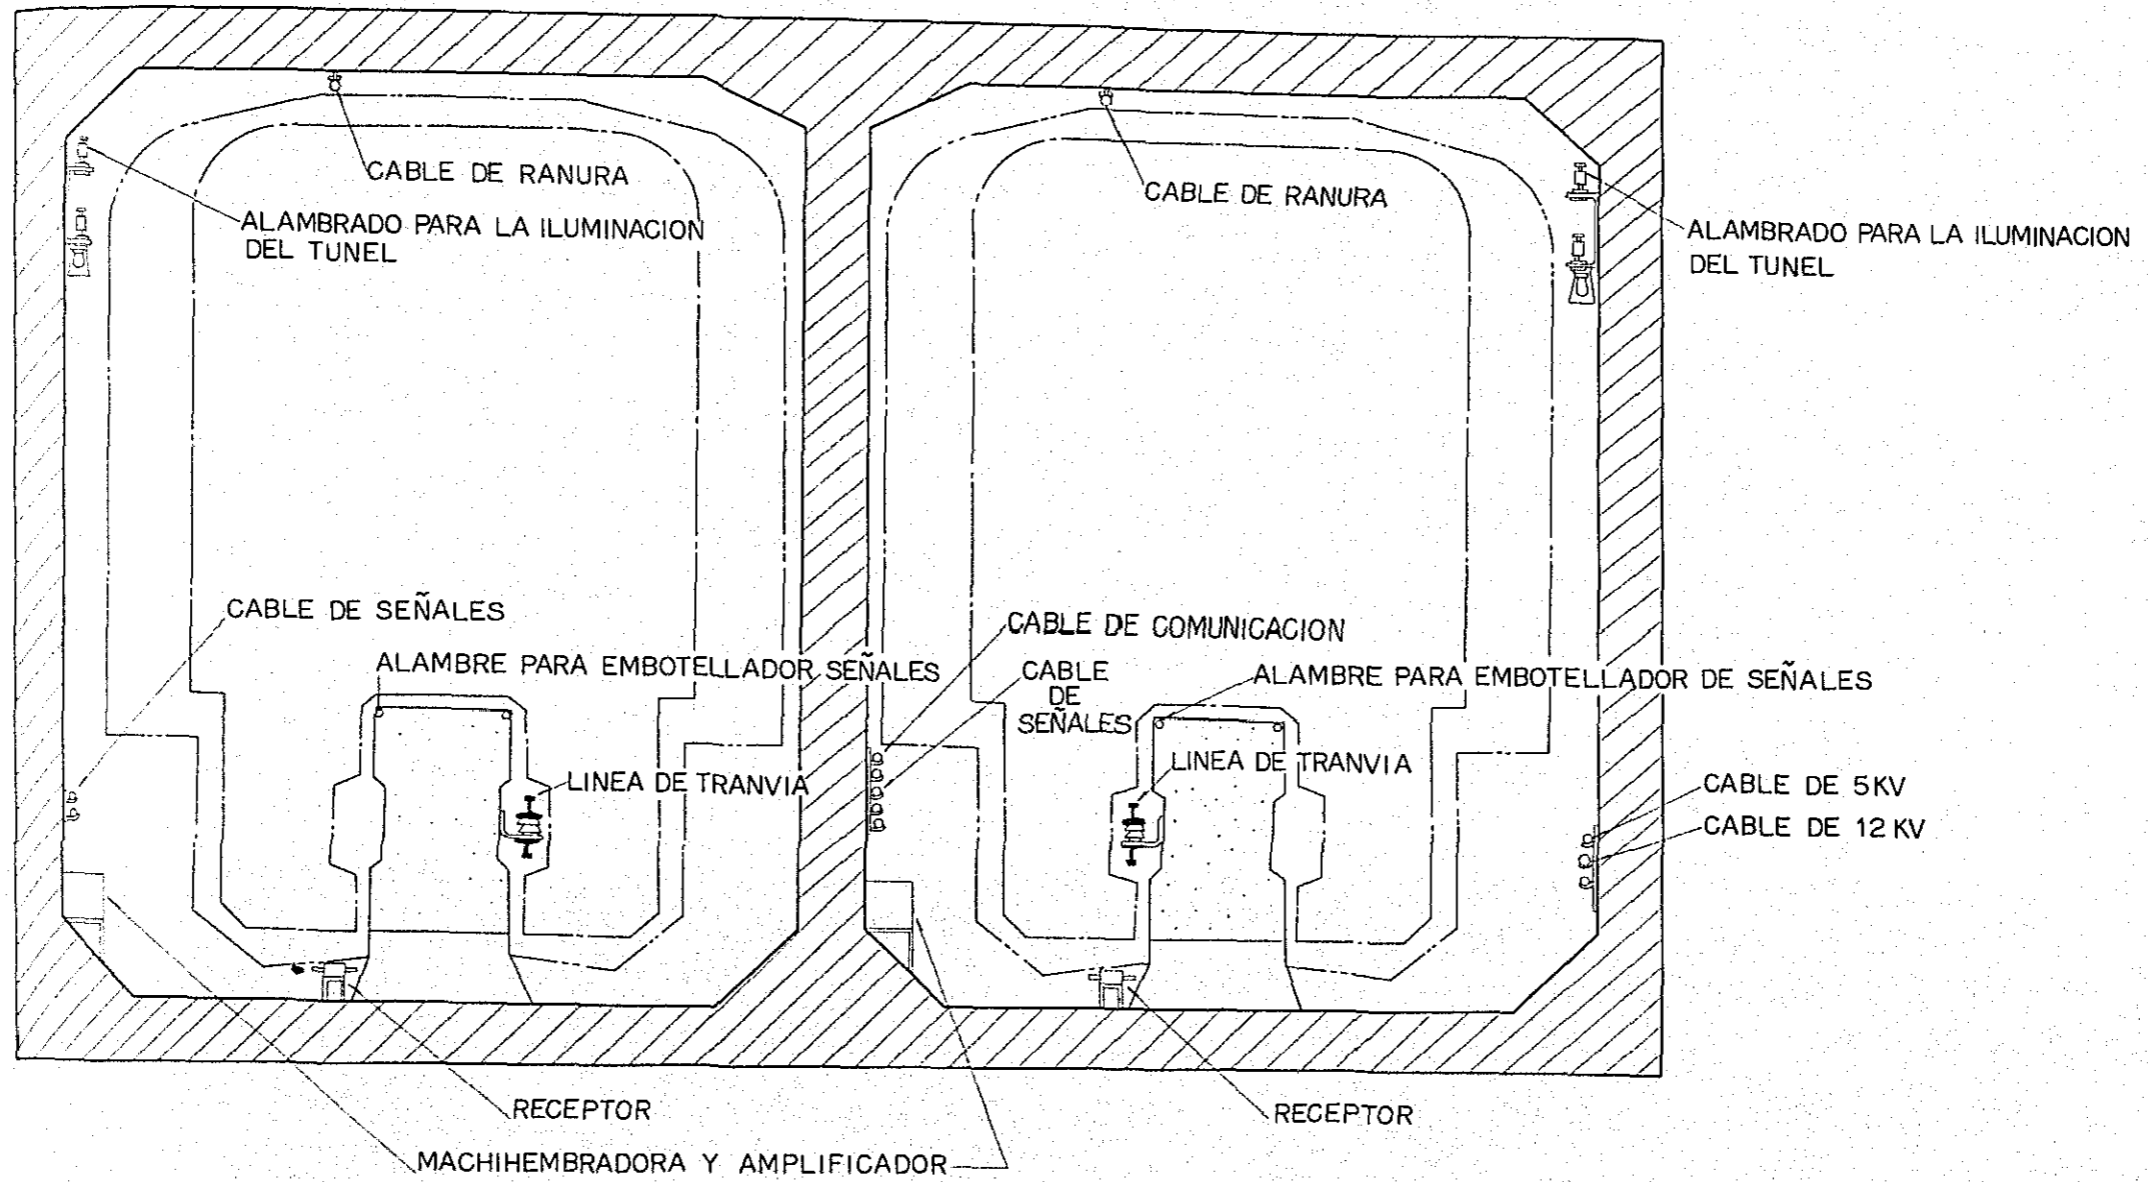 CABLE DE RANURA
CABLE DE RANURA
ALAMBRADO PARA LA ILUMINACION
DEL TUNEL
ALAMBRADO PARA LA ILUMINACION
DEL TUNEL
CABLE DE SEÑALES
CABLE DE COMUNICACION
ALAMBRE PARA EMBOTELLADOR SEÑALES
CABLE
DE
SEÑALES
ALAMBRE PARA EMBOTELLADOR DE SEÑALES
LINEA DE TRANVIA
LINEA DE TRANVIA
CABLE DE 5KV
CABLE DE 12 KV
RECEPTOR
RECEPTOR
MACHIHEMBRADORA Y AMPLIFICADOR